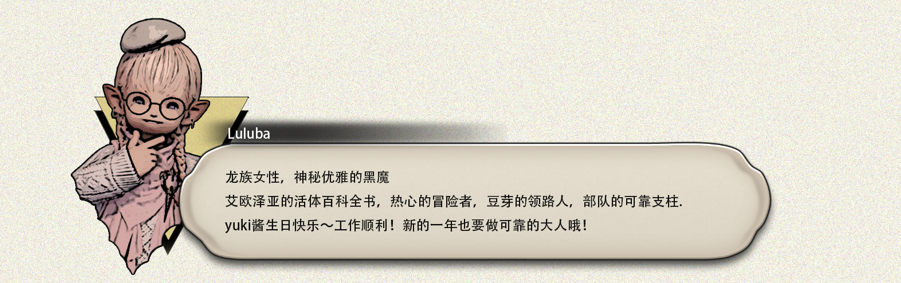 Luluba
龙族女性，神秘优雅的黑魔
艾欧泽亚的活体百科全书，热心的冒险者，豆芽的领路人，部队的可靠支柱.
yuki酱生日快乐～工作顺利！新的一年也要做可靠的大人哦！